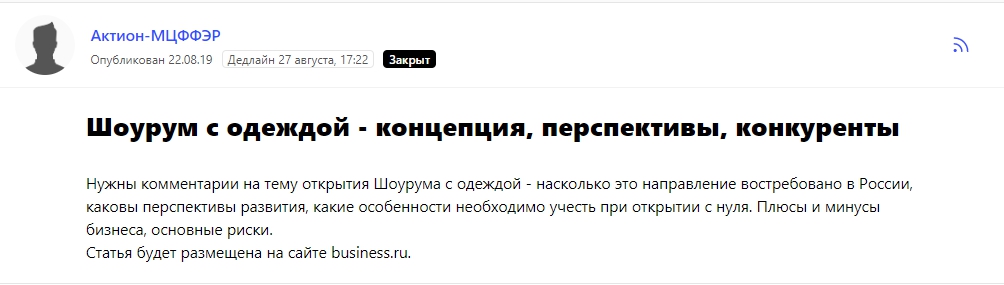 Актион-МЦФФЭР
Опубликован 22.08.19 Дедлайн 27 августа, 17:22 Закрыт
Шоурум с одеждой - концепция, перспективы, конкуренты
Нужны комментарии на тему открытия Шоурума с одеждой - насколько это направление востребовано в России,
каковы перспективы развития, какие особенности необходимо учесть при открытии с нуля. Плюсы и минусы
бизнеса, основные риски.
Статья будет размещена на сайте business.ru.